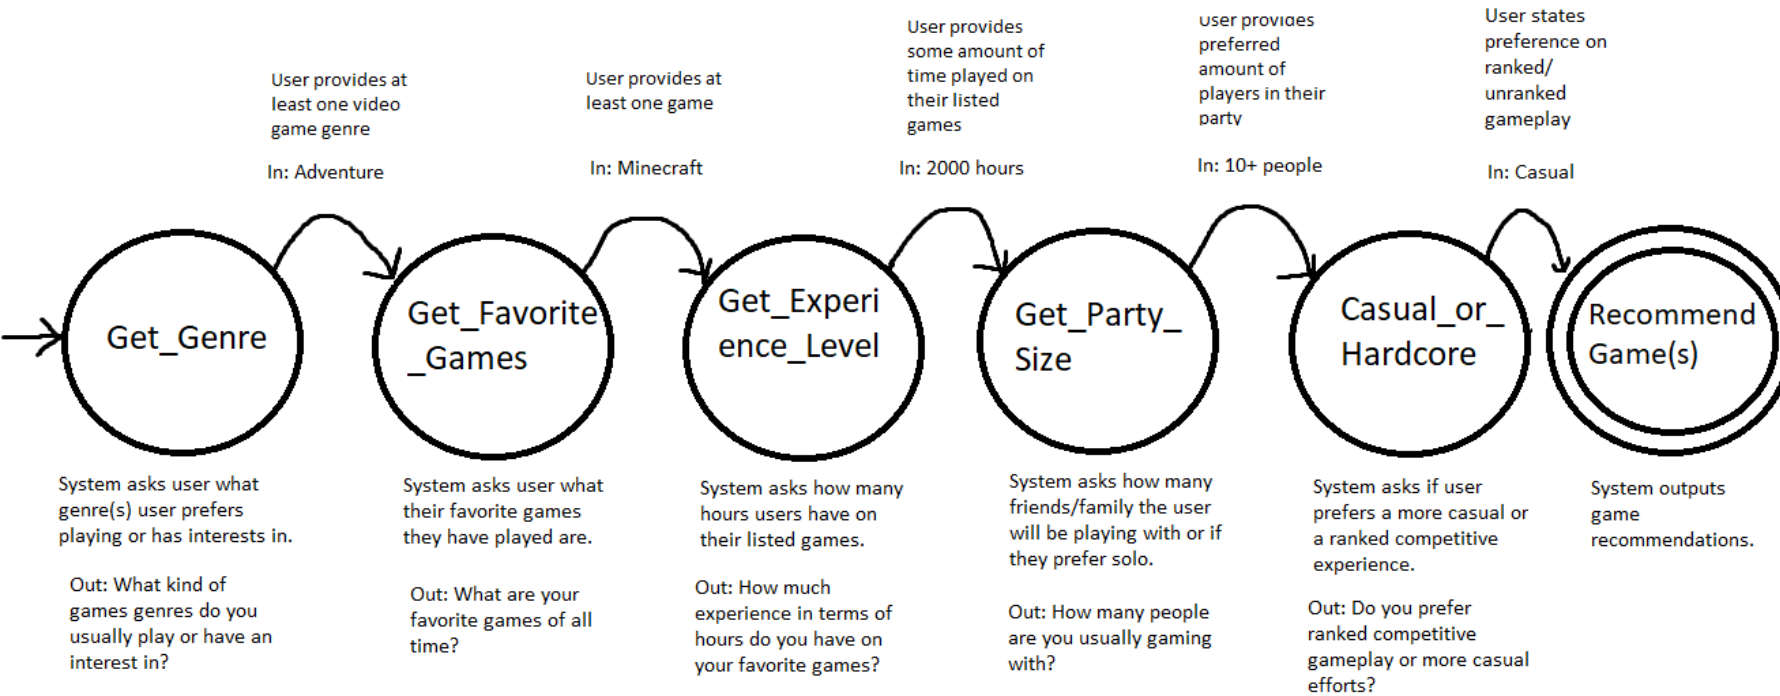 User provides at
least one video
game genre
In: Adventure
User provides at
least one game
In: Minecraft
User provides
some amount of
time played on
their listed
games
In: 2000 hours
User provides
preferred
amount of
players in their
party
In: 10+ people
User states
preference on
ranked/
unranked
gameplay
In: Casual
Get_Genre
Get_Favorite
_Games
Get_Experi
ence_Level
Get_Party_
Size
Casual_or_
Hardcore
Recommend
Game(s)
System asks user what
genre(s) user prefers
playing or has interests in.
Out: What kind of
games genres do you
usually play or have an
interest in?
System asks user what
their favorite games
they have played are.
Out: What are your
favorite games of all
time?
System asks how many
hours users have on
their listed games.
Out: How much
experience in terms of
hours do you have on
your favorite games?
System asks how many
friends/family the user
will be playing with or if
they prefer solo.
Out: How many people
are you usually gaming
with?
System asks if user
prefers a more casual or
a ranked competitive
experience.
Out: Do you prefer
ranked competitive
gameplay or more casual
efforts?
System outputs
game
recommendations.